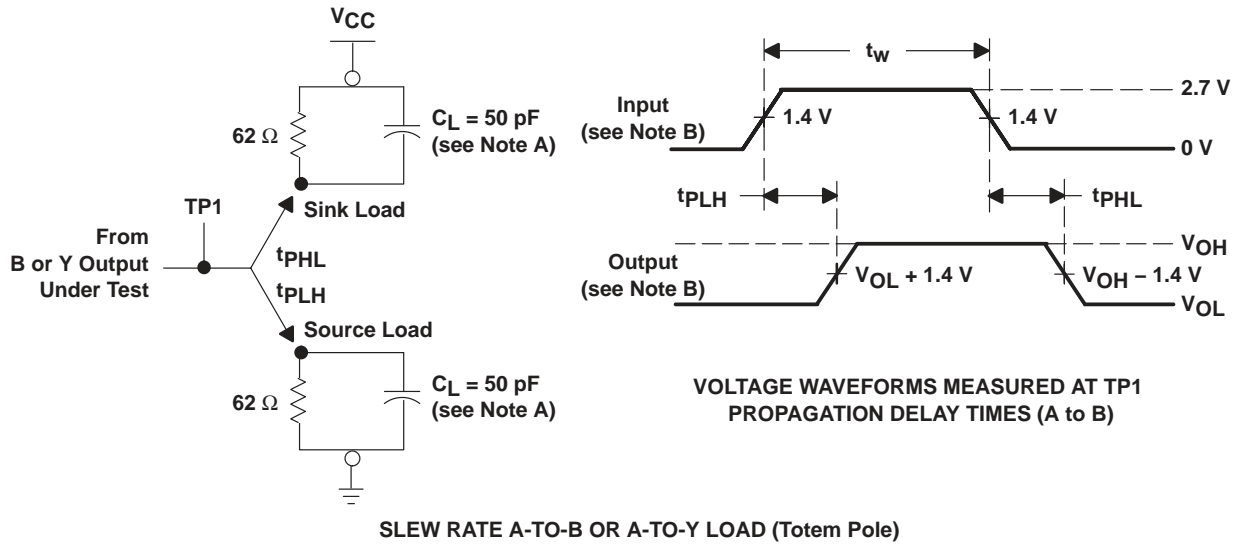 VCC
62 Ω
CL = 50 pF
(see Note A)
Sink Load
TP1
From
B or Y Output
Under Test
tPHL
tPLH
Source Load
62 Ω
CL = 50 pF
(see Note A)
tw
2.7 V
Input
(see Note B)
1.4 V
1.4 V
0 V
tPLH
tPHL
VOH
Output
(see Note B)
VOL + 1.4 V
VOH – 1.4 V
VOL
VOLTAGE WAVEFORMS MEASURED AT TP1
PROPAGATION DELAY TIMES (A to B)
SLEW RATE A-TO-B OR A-TO-Y LOAD (Totem Pole)